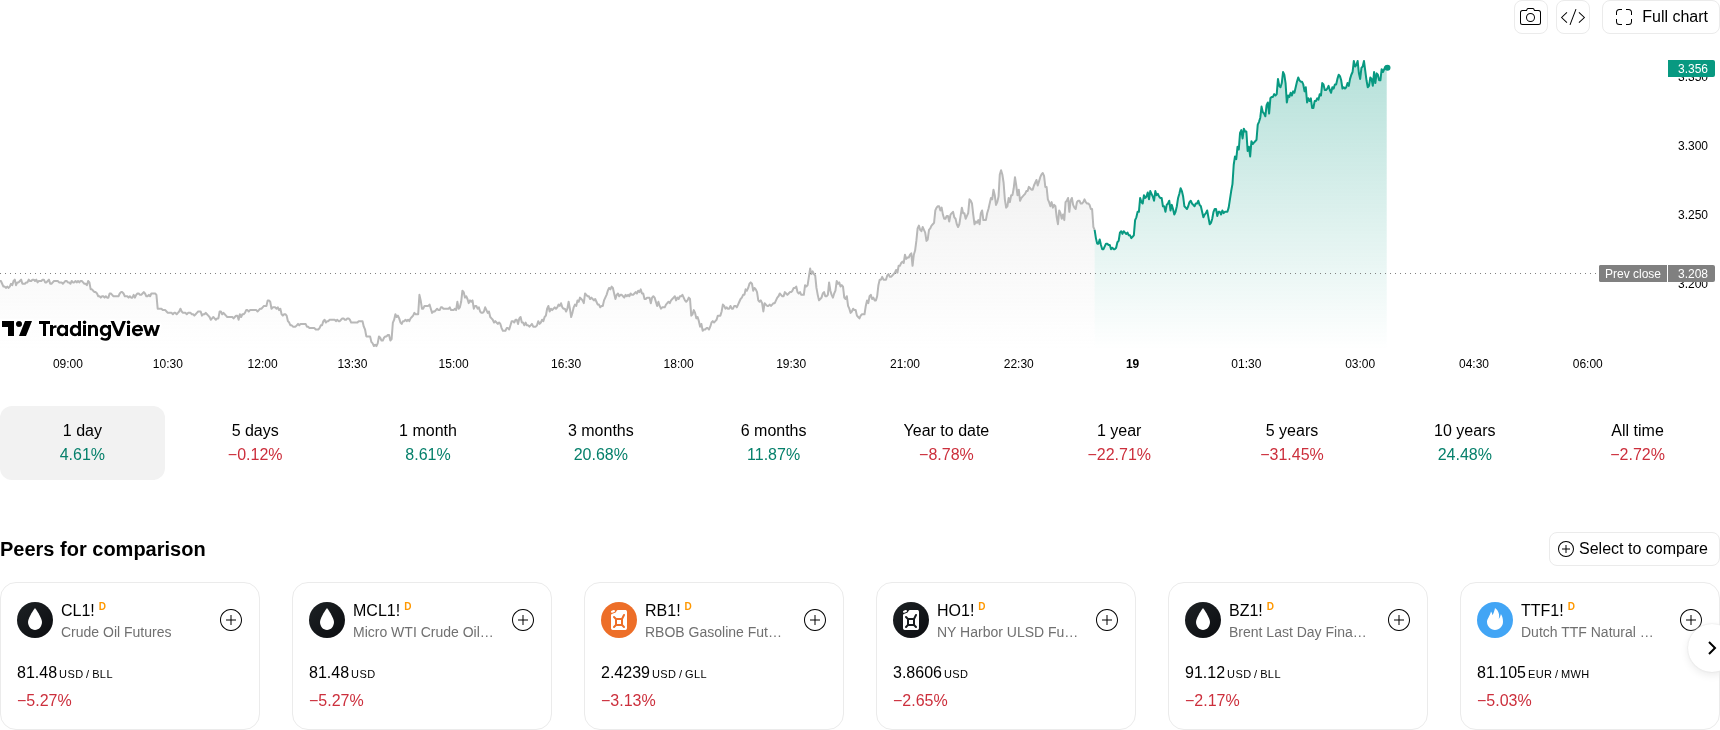 Full chart
3.356
3.350
3.300
3.250
Prev close 3.208
3.200
TradingView
09:00 10:30 12:00 13:30 15:00 16:30 18:00 19:30 21:00 22:30 19 01:30 03:00 04:30 06:00
1 day 5 days 1 month 3 months 6 months Year to date 1 year 5 years 10 years All time
4.61% −0.12% 8.61% 20.68% 11.87% −8.78% −22.71% −31.45% 24.48% −2.72%
Peers for comparison
Select to compare
CL1! D
Crude Oil Futures
81.48 USD / BLL
−5.27%
MCL1! D
Micro WTI Crude Oil…
81.48 USD
−5.27%
RB1! D
RBOB Gasoline Fut…
2.4239 USD / GLL
−3.13%
HO1! D
NY Harbor ULSD Fu…
3.8606 USD
−2.65%
BZ1! D
Brent Last Day Fina…
91.12 USD / BLL
−2.17%
TTF1! D
Dutch TTF Natural …
81.105 EUR / MWH
−5.03%